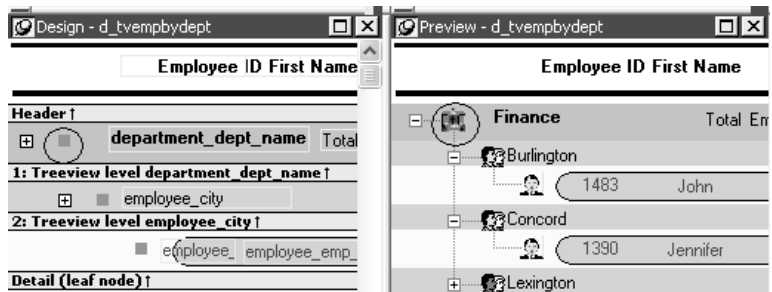 Design - d_tvempbydept
Employee ID First Name
Header ↑
department_dept_name Total
1: Treeview level department_dept_name ↑
employee_city
2: Treeview level employee_city ↑
employee_ employee_emp_
Detail (leaf node) ↑
Preview - d_tvempbydept
Employee ID First Name
Finance Total Em
Burlington
1483 John
Concord
1390 Jennifer
Lexington